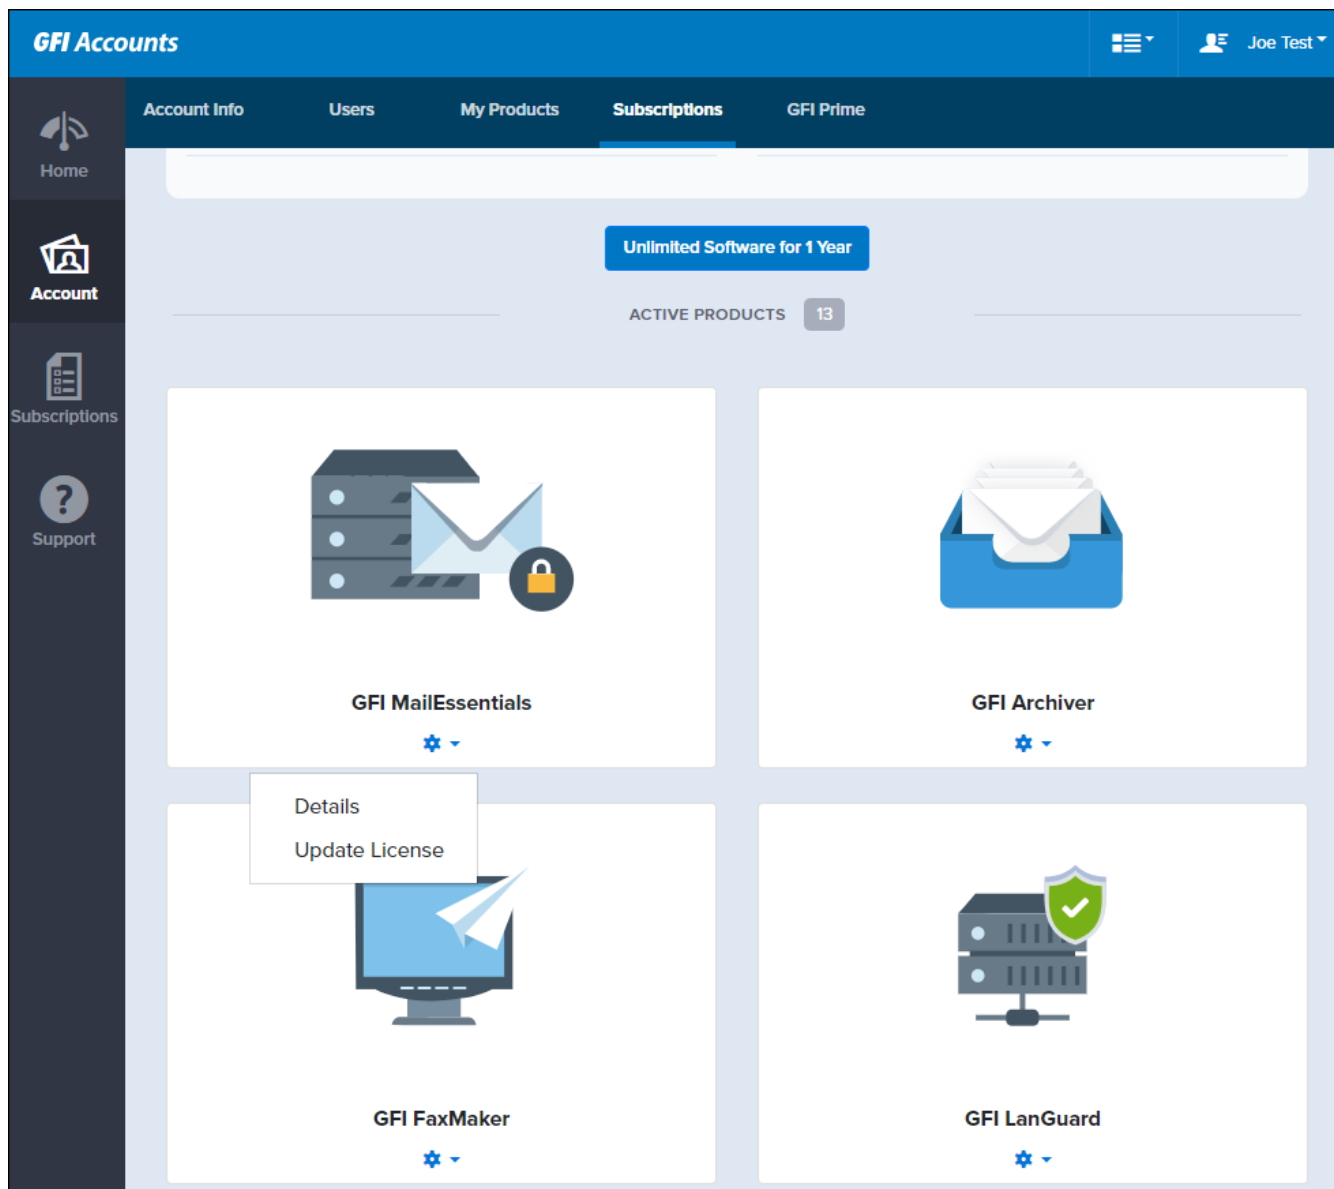 GFI Accounts
Joe Test
Account Info Users My Products Subscriptions GFI Prime
Home
Account
Subscriptions
Support
Unlimited Software for 1 Year
ACTIVE PRODUCTS 13
GFI MailEssentials
GFI Archiver
Details
Update License
GFI FaxMaker
GFI LanGuard